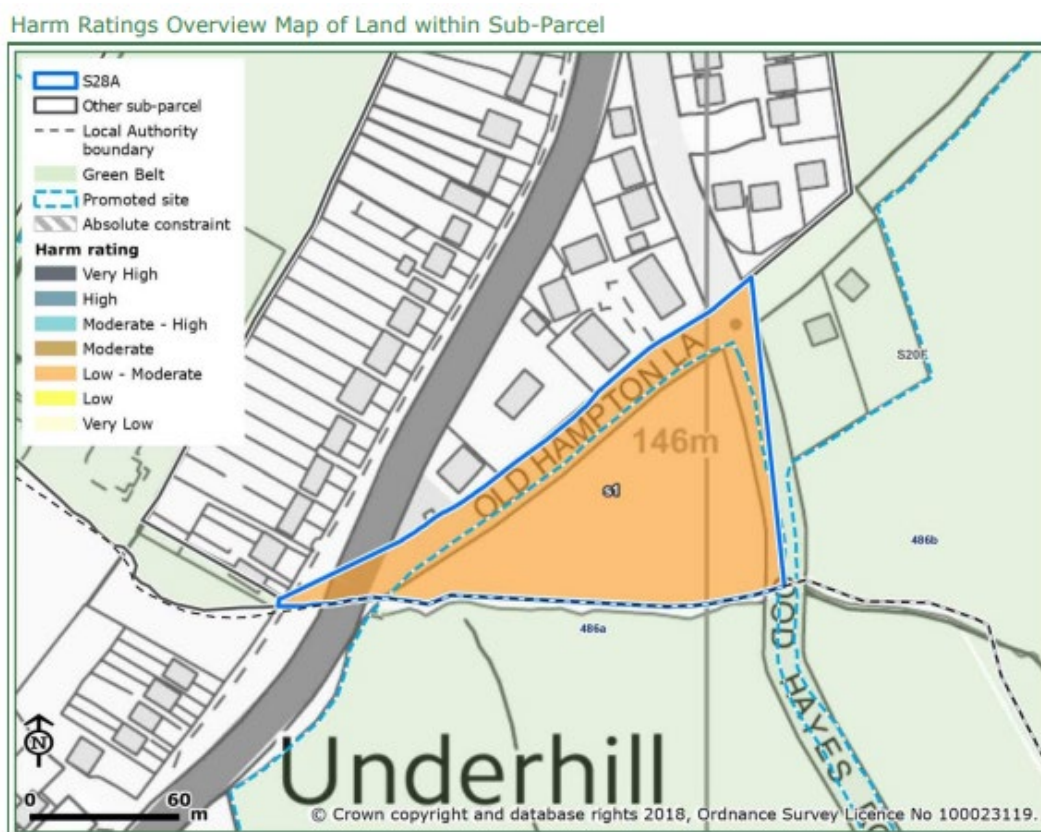 Harm Ratings Overview Map of Land within Sub-Parcel
S28A
Other sub-parcel
Local Authority
boundary
Green Belt
Promoted site
Absolute constraint
Harm rating
Very High
High
Moderate - High
Moderate
Low - Moderate
Low
Very Low
OLD HAMPTON LA
S20E
146m
s1
486b
486a
HAYES
Underhill
N
0 60
m
© Crown copyright and database rights 2018, Ordnance Survey Licence No 100023119.